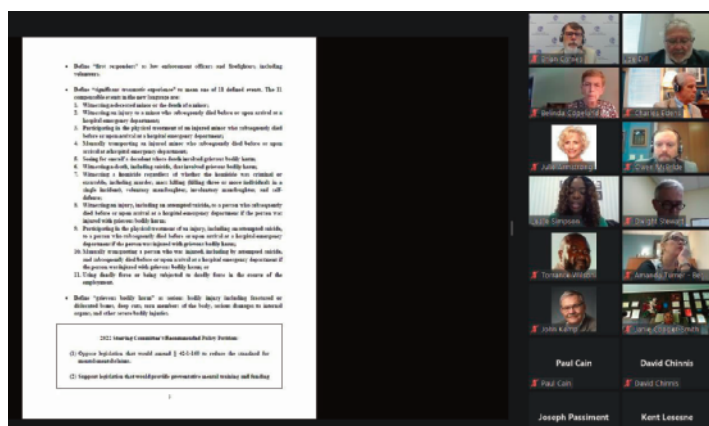 • Define “first responders” to law enforcement officers and firefighters, including
volunteers;
• Define “significant traumatic experience” to mean one of 11 defined events. The 11
compensable events in the new language are:
1. Witnessing a deceased minor or the death of a minor;
2. Witnessing an injury to a minor who subsequently died before or upon arrival at a
hospital emergency department;
3. Participating in the physical treatment of an injured minor who subsequently died
before or upon arrival at a hospital emergency department;
4. Manually transporting an injured minor who subsequently died before or upon
arrival at a hospital emergency department;
5. Seeing for oneself a decedent whose death involved grievous bodily harm;
6. Witnessing a death, including suicide, that involved grievous bodily harm;
7. Witnessing a homicide regardless of whether the homicide was criminal or
excusable, including murder, mass killing (killing three or more individuals in a
single incident), voluntary manslaughter, involuntary manslaughter, and self-
defense;
8. Witnessing an injury, including an attempted suicide, to a person who subsequently
died before or upon arrival at a hospital emergency department if the person was
injured with grievous bodily harm;
9. Participating in the physical treatment of an injury, including an attempted suicide,
to a person who subsequently died before or upon arrival at a hospital emergency
department if the person was injured with grievous bodily harm;
10. Manually transporting a person who was injured, including by attempted suicide,
and subsequently died before or upon arrival at a hospital emergency department if
the person was injured with grievous bodily harm; or
11. Using deadly force or being subjected to deadly force in the course of the
employment.
• Define “grievous bodily harm” as serious bodily injury including fractured or
dislocated bones, deep cuts, torn members of the body, serious damages to internal
organs, and other severe bodily injuries.
2022 Steering Committee's Recommended Policy Position:
(1) Oppose legislation that would amend § 42-1-160 to reduce the standard for
mental-mental claims.
(2) Support legislation that would provide preventative mental training and funding
Brian Carnes
Dill
Belinda Copeland
Charles
Julie
McBride
Simpson
Dwight Stewart
Torrance Wilson
Amanda Turner
John Kemp
Paul Cain
David Chinnis
Paul Cain
David Chinnis
Joseph Passiment
Kent Lesesne